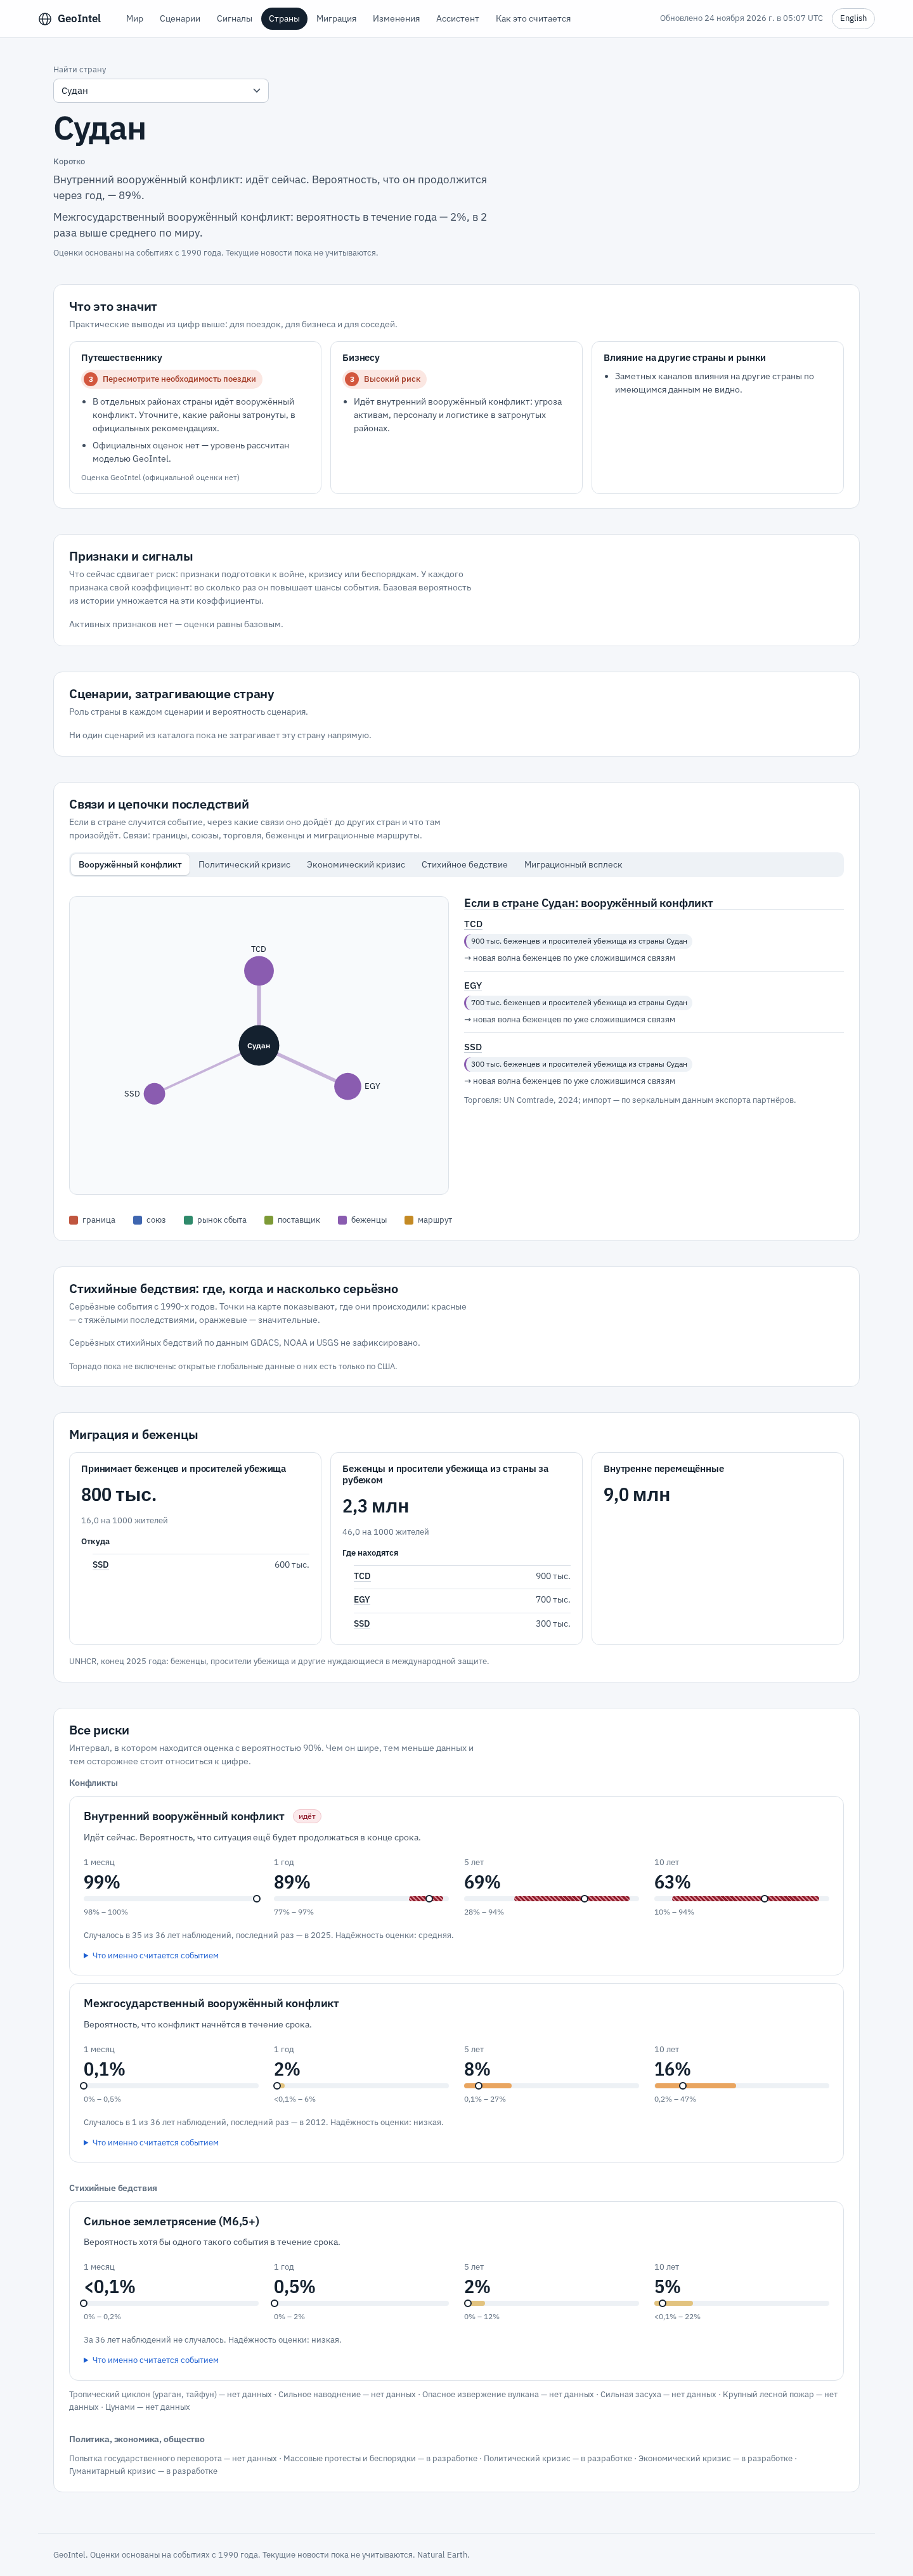 GeoIntel
Мир Сценарии Сигналы Страны Миграция Изменения Ассистент Как это считается
Обновлено 24 ноября 2026 г. в 05:07 UTC English
Найти страну
Судан
Судан
Коротко
Внутренний вооружённый конфликт: идёт сейчас. Вероятность, что он продолжится
через год, — 89%.
Межгосударственный вооружённый конфликт: вероятность в течение года — 2%, в 2
раза выше среднего по миру.
Оценки основаны на событиях с 1990 года. Текущие новости пока не учитываются.
Что это значит
Практические выводы из цифр выше: для поездок, для бизнеса и для соседей.
Путешественнику
3 Пересмотрите необходимость поездки
• В отдельных районах страны идёт вооружённый
конфликт. Уточните, какие районы затронуты, в
официальных рекомендациях.
• Официальных оценок нет — уровень рассчитан
моделью GeoIntel.
Оценка GeoIntel (официальной оценки нет)
Бизнесу
3 Высокий риск
• Идёт внутренний вооружённый конфликт: угроза
активам, персоналу и логистике в затронутых
районах.
Влияние на другие страны и рынки
• Заметных каналов влияния на другие страны по
имеющимся данным не видно.
Признаки и сигналы
Что сейчас сдвигает риск: признаки подготовки к войне, кризису или беспорядкам. У каждого
признака свой коэффициент: во сколько раз он повышает шансы события. Базовая вероятность
из истории умножается на эти коэффициенты.
Активных признаков нет — оценки равны базовым.
Сценарии, затрагивающие страну
Роль страны в каждом сценарии и вероятность сценария.
Ни один сценарий из каталога пока не затрагивает эту страну напрямую.
Связи и цепочки последствий
Если в стране случится событие, через какие связи оно дойдёт до других стран и что там
произойдёт. Связи: границы, союзы, торговля, беженцы и миграционные маршруты.
Вооружённый конфликт Политический кризис Экономический кризис Стихийное бедствие Миграционный всплеск
TCD
Судан
SSD
EGY
Если в стране Судан: вооружённый конфликт
TCD
900 тыс. беженцев и просителей убежища из страны Судан
→ новая волна беженцев по уже сложившимся связям
EGY
700 тыс. беженцев и просителей убежища из страны Судан
→ новая волна беженцев по уже сложившимся связям
SSD
300 тыс. беженцев и просителей убежища из страны Судан
→ новая волна беженцев по уже сложившимся связям
Торговля: UN Comtrade, 2024; импорт — по зеркальным данным экспорта партнёров.
граница союз рынок сбыта поставщик беженцы маршрут
Стихийные бедствия: где, когда и насколько серьёзно
Серьёзные события с 1990-х годов. Точки на карте показывают, где они происходили: красные
— с тяжёлыми последствиями, оранжевые — значительные.
Серьёзных стихийных бедствий по данным GDACS, NOAA и USGS не зафиксировано.
Торнадо пока не включены: открытые глобальные данные о них есть только по США.
Миграция и беженцы
Принимает беженцев и просителей убежища
800 тыс.
16,0 на 1000 жителей
Откуда
SSD 600 тыс.
Беженцы и просители убежища из страны за
рубежом
2,3 млн
46,0 на 1000 жителей
Где находятся
TCD 900 тыс.
EGY 700 тыс.
SSD 300 тыс.
Внутренне перемещённые
9,0 млн
UNHCR, конец 2025 года: беженцы, просители убежища и другие нуждающиеся в международной защите.
Все риски
Интервал, в котором находится оценка с вероятностью 90%. Чем он шире, тем меньше данных и
тем осторожнее стоит относиться к цифре.
Конфликты
Внутренний вооружённый конфликт идёт
Идёт сейчас. Вероятность, что ситуация ещё будет продолжаться в конце срока.
1 месяц 1 год 5 лет 10 лет
99% 89% 69% 63%
98% – 100% 77% – 97% 28% – 94% 10% – 94%
Случалось в 35 из 36 лет наблюдений, последний раз — в 2025. Надёжность оценки: средняя.
▶ Что именно считается событием
Межгосударственный вооружённый конфликт
Вероятность, что конфликт начнётся в течение срока.
1 месяц 1 год 5 лет 10 лет
0,1% 2% 8% 16%
0% – 0,5% <0,1% – 6% 0,1% – 27% 0,2% – 47%
Случалось в 1 из 36 лет наблюдений, последний раз — в 2012. Надёжность оценки: низкая.
▶ Что именно считается событием
Стихийные бедствия
Сильное землетрясение (M6,5+)
Вероятность хотя бы одного такого события в течение срока.
1 месяц 1 год 5 лет 10 лет
<0,1% 0,5% 2% 5%
0% – 0,2% 0% – 2% 0% – 12% <0,1% – 22%
За 36 лет наблюдений не случалось. Надёжность оценки: низкая.
▶ Что именно считается событием
Тропический циклон (ураган, тайфун) — нет данных · Сильное наводнение — нет данных · Опасное извержение вулкана — нет данных · Сильная засуха — нет данных · Крупный лесной пожар — нет
данных · Цунами — нет данных
Политика, экономика, общество
Попытка государственного переворота — нет данных · Массовые протесты и беспорядки — в разработке · Политический кризис — в разработке · Экономический кризис — в разработке ·
Гуманитарный кризис — в разработке
GeoIntel. Оценки основаны на событиях с 1990 года. Текущие новости пока не учитываются. Natural Earth.